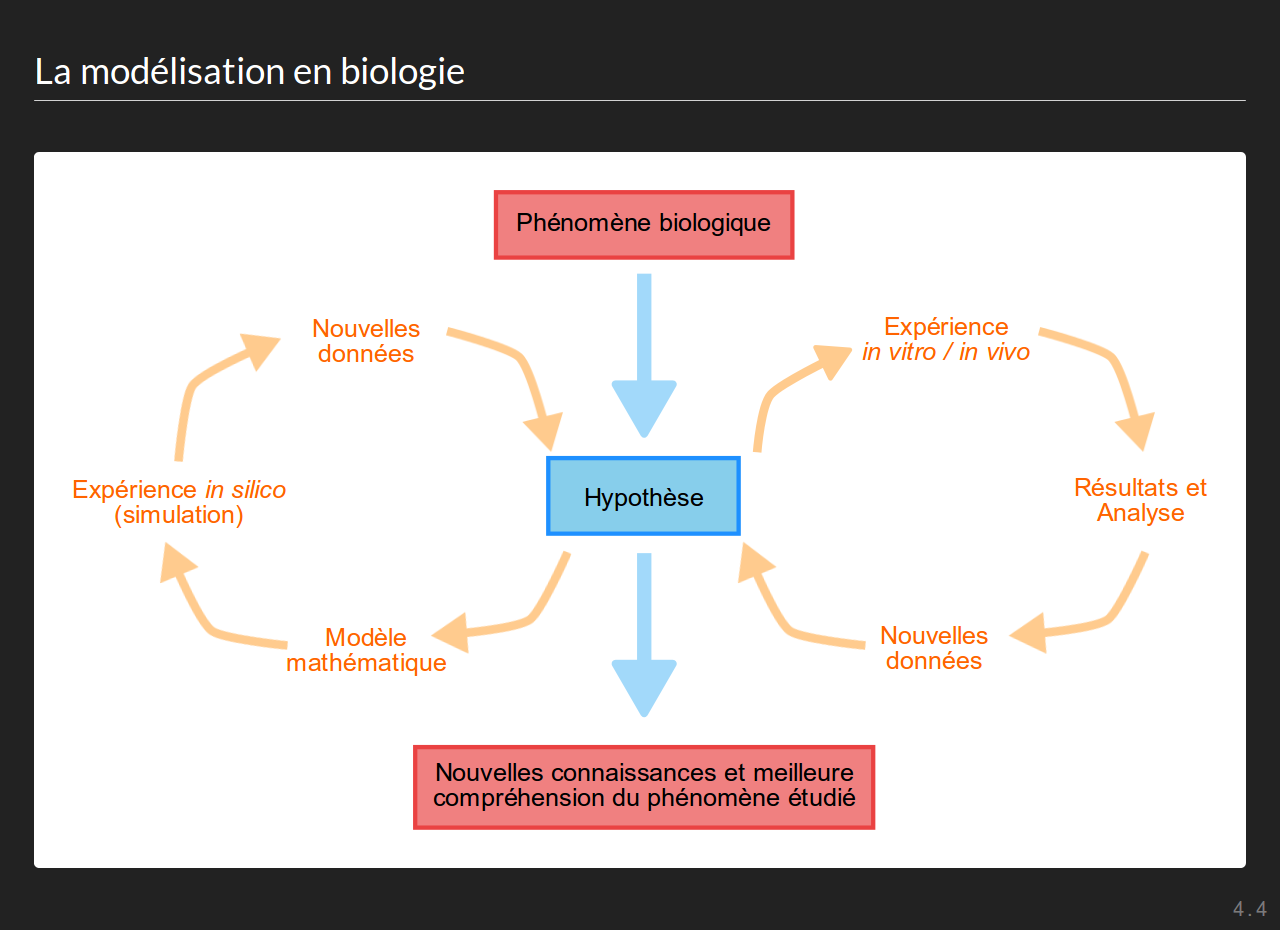 La modélisation en biologie
Phénomène biologique
Nouvelles
données
Expérience
in vitro / in vivo
Expérience in silico
(simulation)
Hypothèse
Résultats et
Analyse
Modèle
mathématique
Nouvelles
données
Nouvelles connaissances et meilleure
compréhension du phénomène étudié
4.4